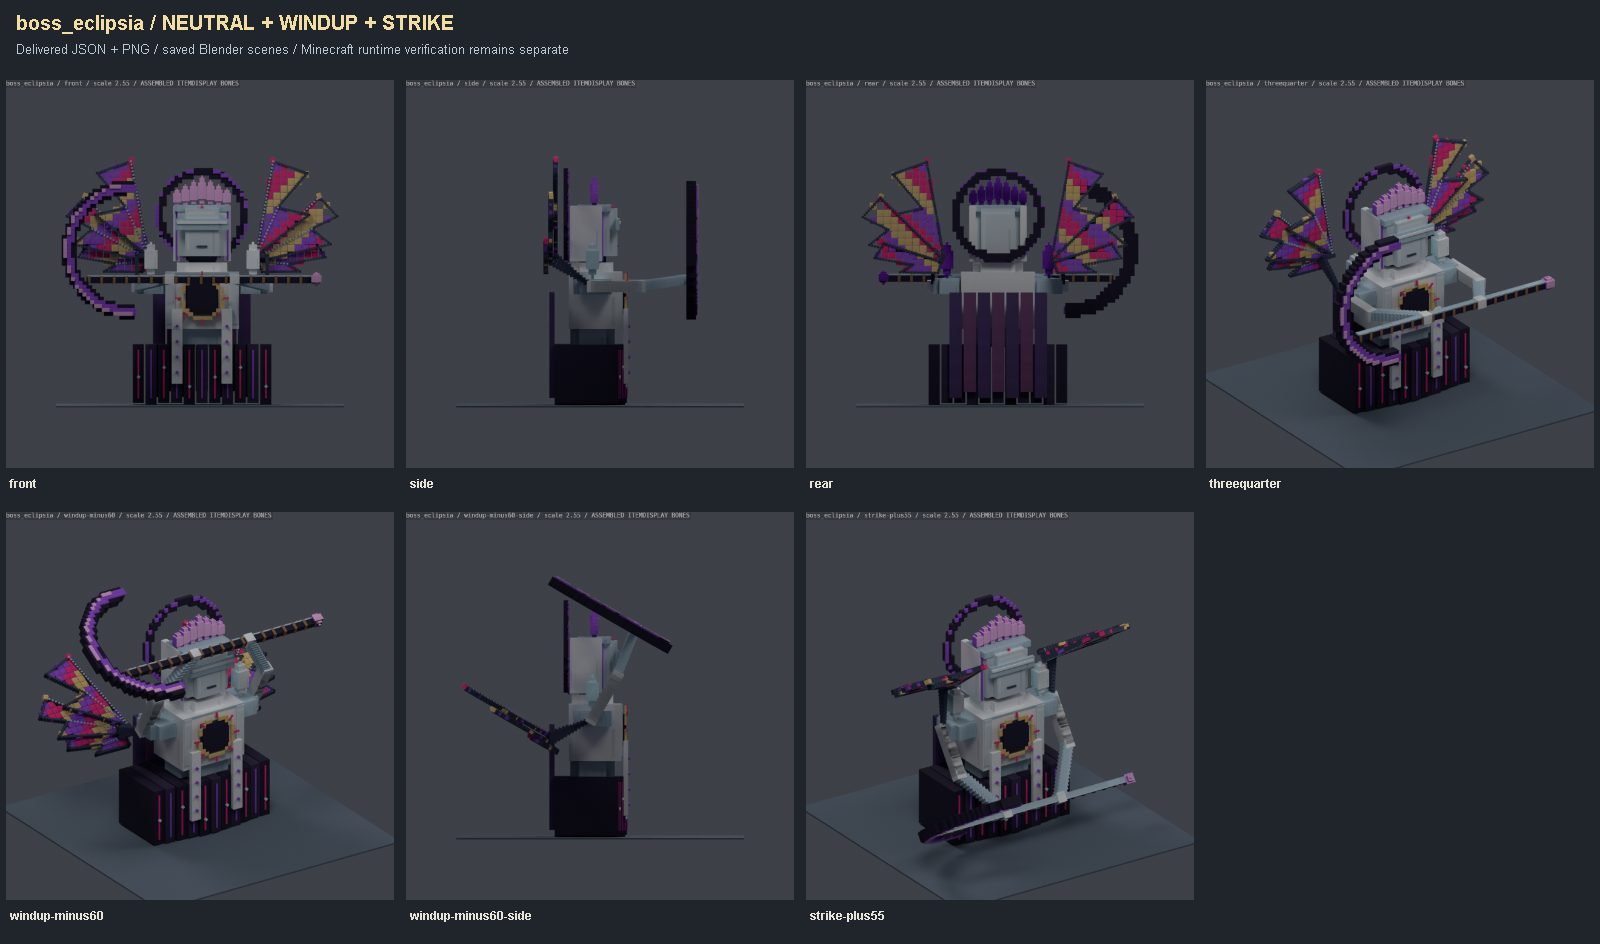 boss_eclipsia / NEUTRAL + WINDUP + STRIKE
Delivered JSON + PNG / saved Blender scenes / Minecraft runtime verification remains separate
boss_eclipsia / front / scale 2.55 / ASSEMBLED ITEMDISPLAY BONES
boss_eclipsia / side / scale 2.55 / ASSEMBLED ITEMDISPLAY BONES
boss_eclipsia / rear / scale 2.55 / ASSEMBLED ITEMDISPLAY BONES
boss_eclipsia / threequarter / scale 2.55 / ASSEMBLED ITEMDISPLAY BONES
front
side
rear
threequarter
boss_eclipsia / windup-minus60 / scale 2.55 / ASSEMBLED ITEMDISPLAY BONES
boss_eclipsia / windup-minus60-side / scale 2.55 / ASSEMBLED ITEMDISPLAY BONES
boss_eclipsia / strike-plus55 / scale 2.55 / ASSEMBLED ITEMDISPLAY BONES
windup-minus60
windup-minus60-side
strike-plus55